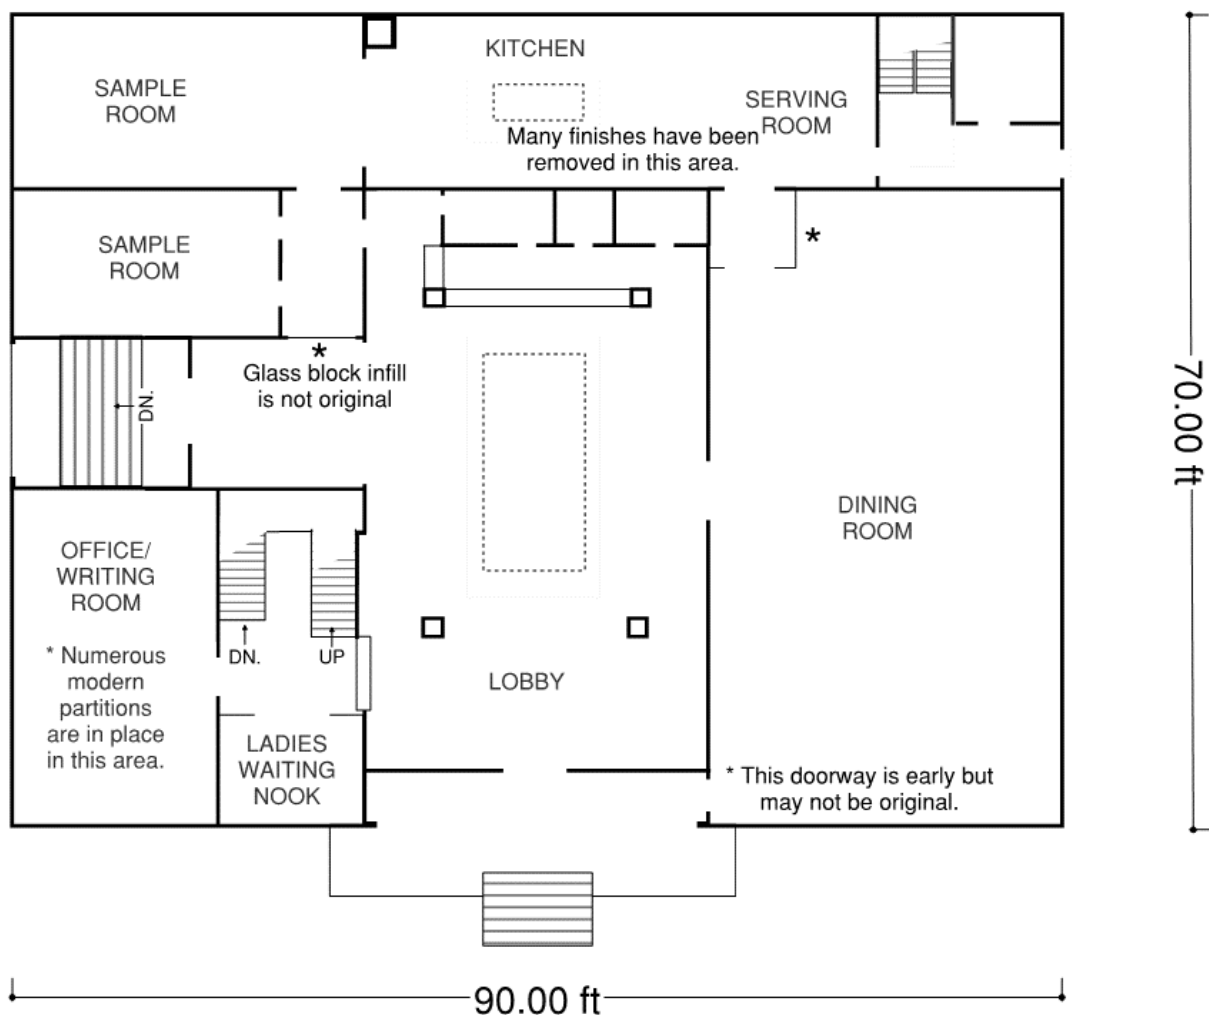 KITCHEN
SAMPLE
ROOM
SERVING
ROOM
Many finishes have been
removed in this area.
SAMPLE
ROOM
*
*
Glass block infill
is not original
DN.
70.00 ft
DINING
ROOM
OFFICE/
WRITING
ROOM
* Numerous
modern
partitions
are in place
in this area.
DN.
UP
LOBBY
LADIES
WAITING
NOOK
* This doorway is early but
may not be original.
90.00 ft